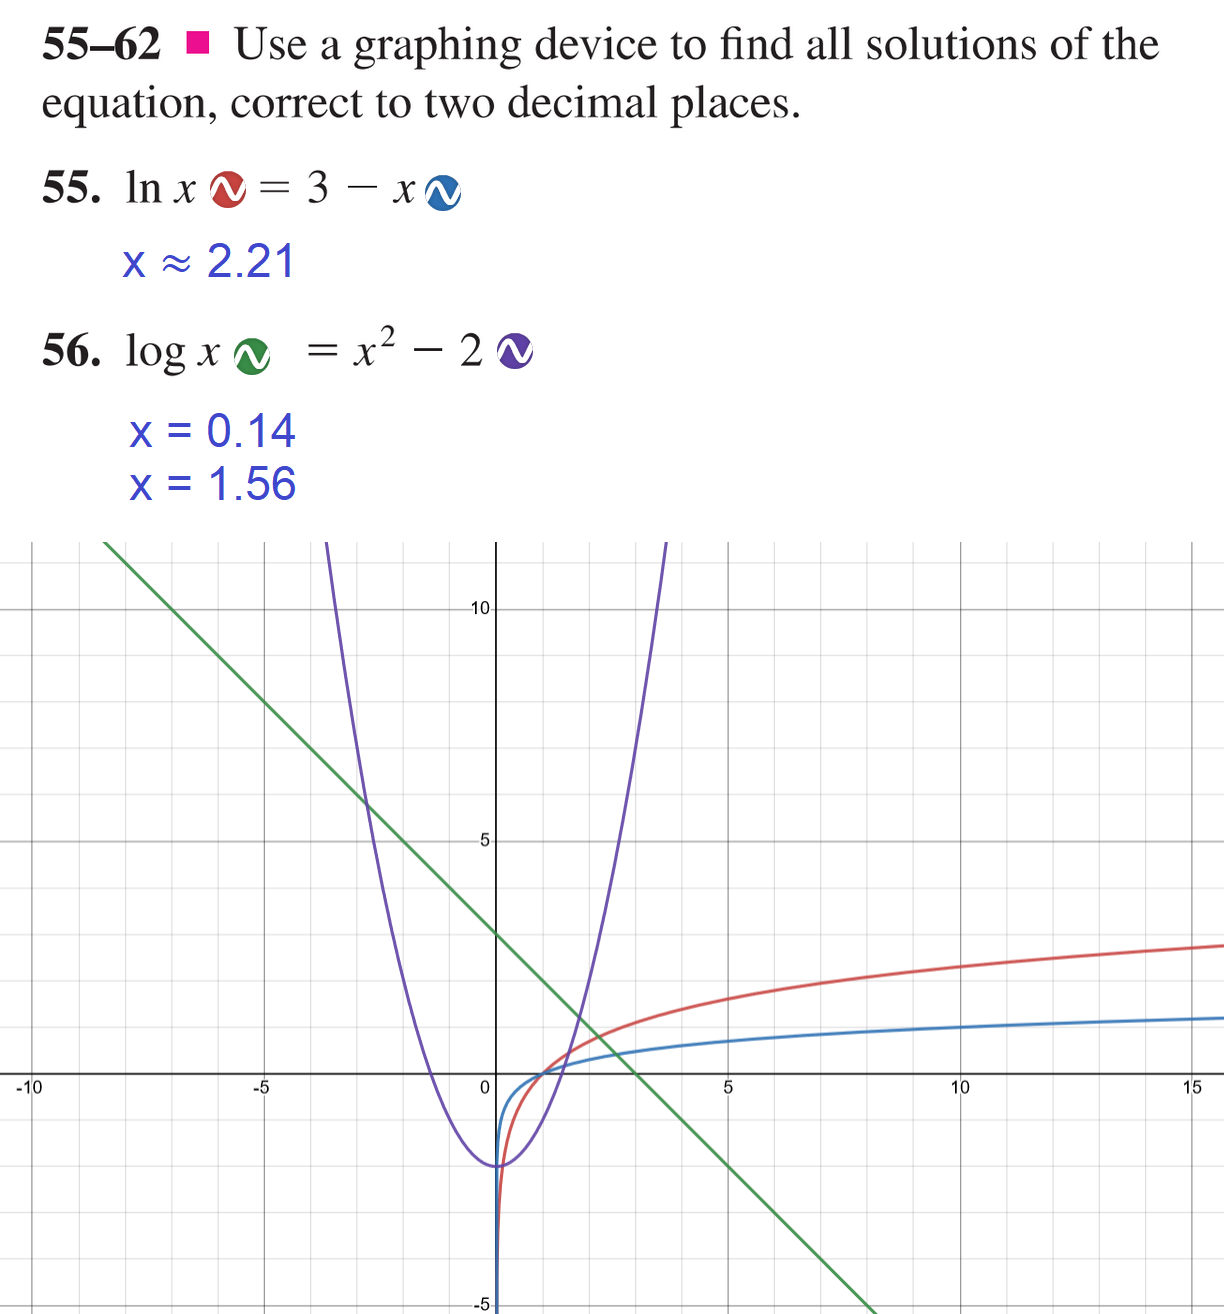 55–62 ■ Use a graphing device to find all solutions of the
equation, correct to two decimal places.
55. ln x = 3 − x
x ≈ 2.21
56. log x = x² − 2
x = 0.14
x = 1.56
10
5
-10 -5 0 5 10 15
-5